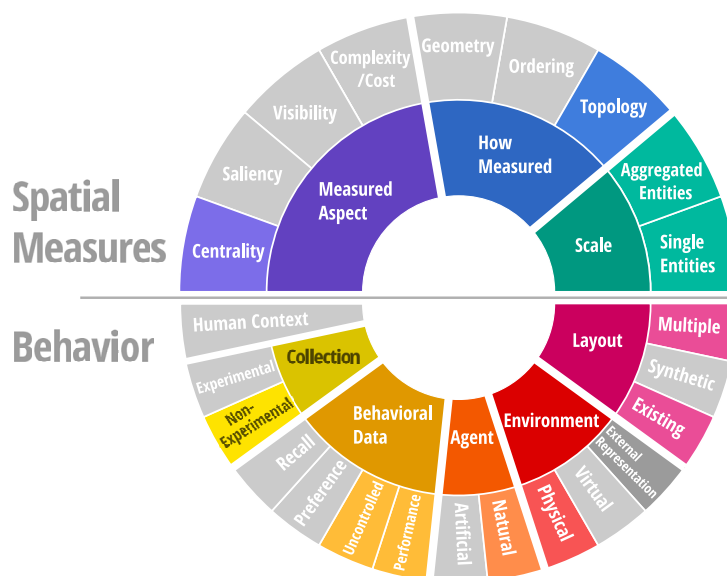 Spatial
Measures
Centrality
Saliency
Visibility
Complexity
/Cost
Measured
Aspect
Geometry
Ordering
Topology
How
Measured
Aggregated
Entities
Single
Entities
Scale
Behavior
Human Context
Collection
Experimental
Non-
Experimental
Behavioral
Data
Recall
Preference
Uncontrolled
Performance
Agent
Artificial
Natural
Environment
Physical
Virtual
External
Representation
Layout
Multiple
Synthetic
Existing